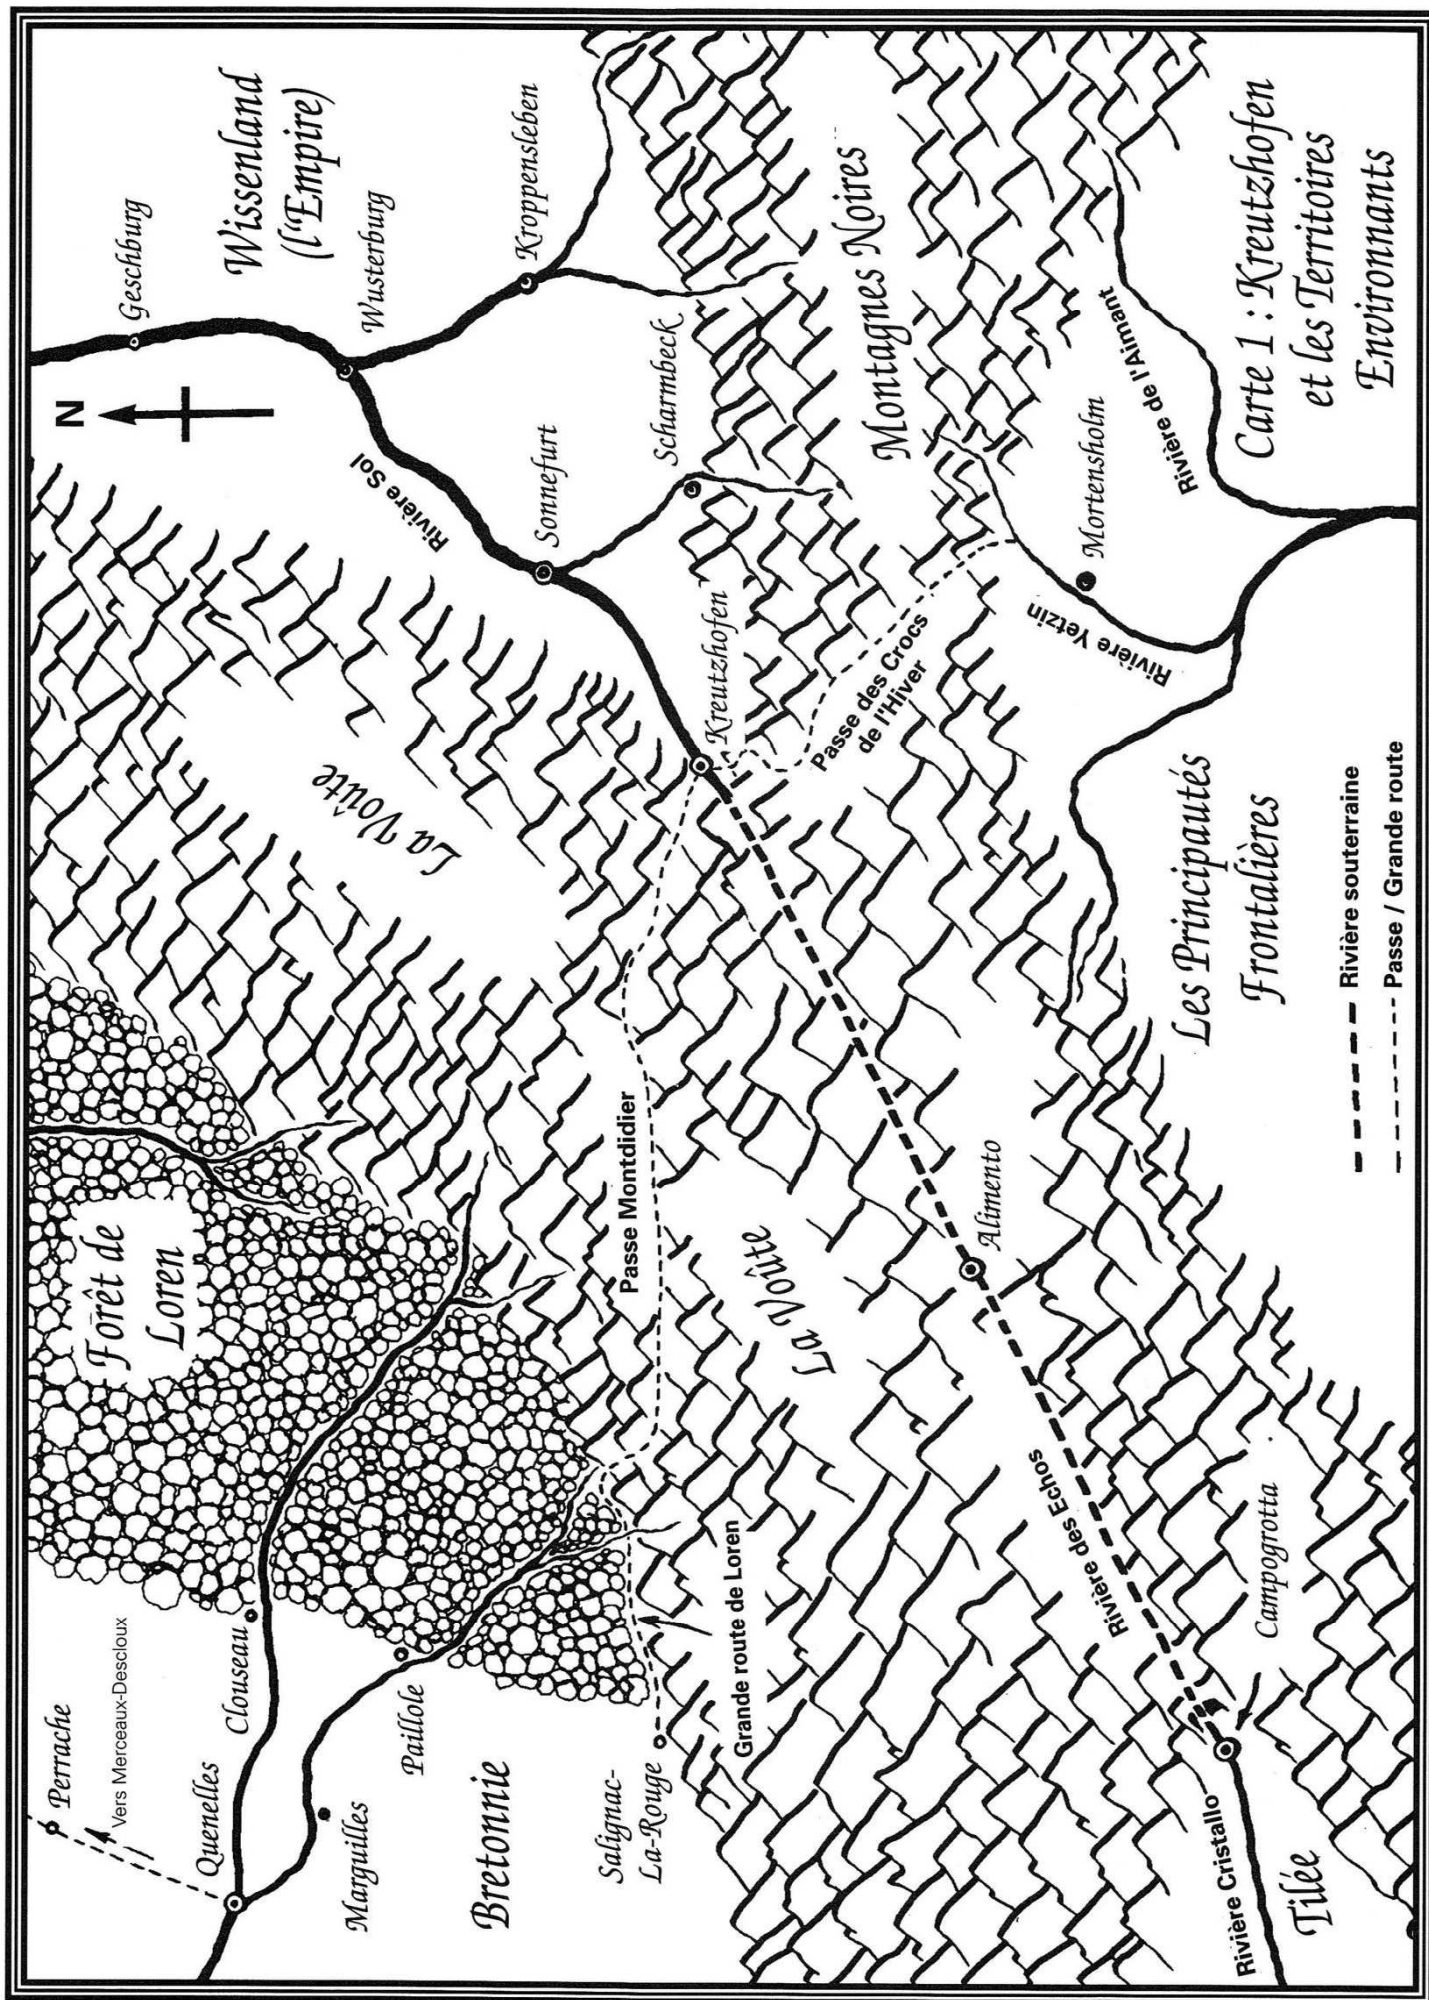 Perrache
Vers Merceaux-Descloux
Quenelles
Clouseau
Marguilles
Paillole
Bretonnie
Salignac-
La-Rouge
Grande route de Loren
Forêt de
Loren
Passe Montdidier
La Voûte
La Voûte
N
Geschburg
Wissenland
(l'Empire)
Wusterburg
Rivière Sol
Kroppensleben
Sonnefurt
Scharmbeck
Kreutzhofen
Montagnes Noires
Passe des Crocs
de l'Hiver
Mortensholm
Rivière Yetzin
Rivière de l'Aimant
Alimento
Rivière des Echos
Campogrotta
Rivière Cristallo
Tilée
Les Principautés
Frontalières
Rivière souterraine
Passe / Grande route
Carte 1 : Kreutzhofen
et les Territoires
Environnants